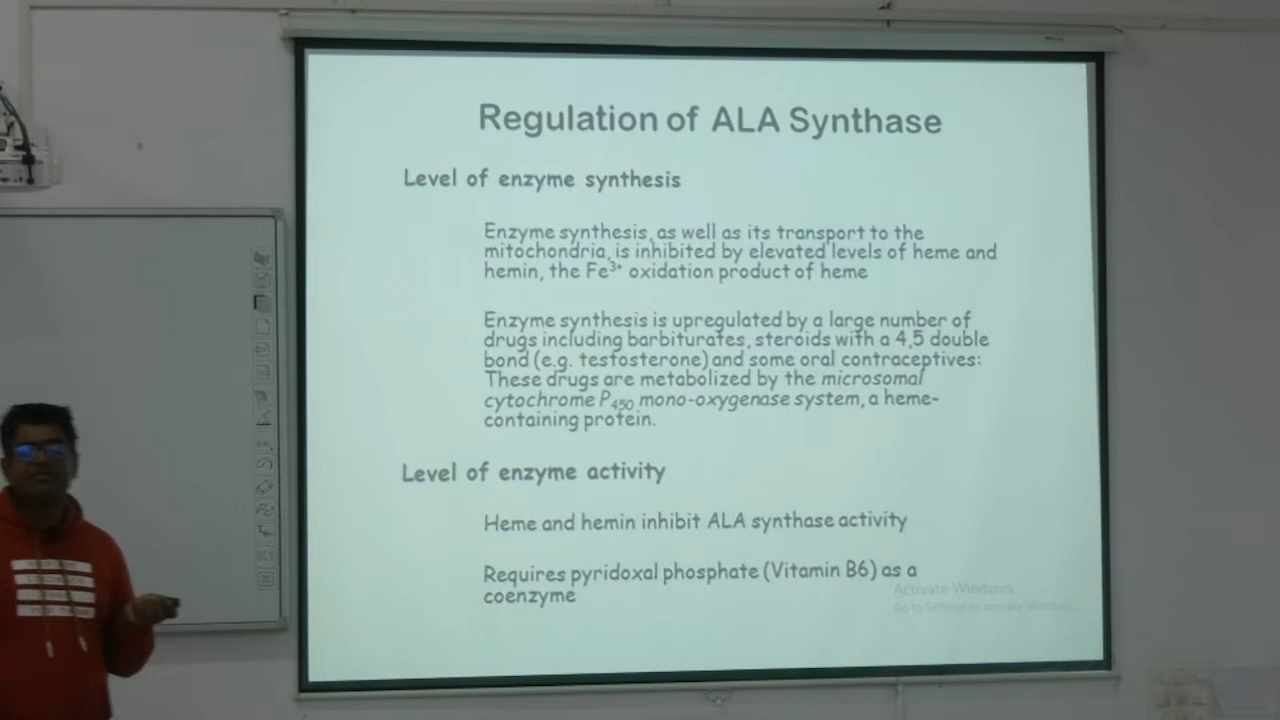 Regulation of ALA Synthase
Level of enzyme synthesis
Enzyme synthesis, as well as its transport to the
mitochondria, is inhibited by elevated levels of heme and
hemin, the Fe³⁺ oxidation product of heme
Enzyme synthesis is upregulated by a large number of
drugs including barbiturates, steroids with a 4,5 double
bond (e.g. testosterone) and some oral contraceptives:
These drugs are metabolized by the microsomal
cytochrome P₄₅₀ mono-oxygenase system, a heme-
containing protein.
Level of enzyme activity
Heme and hemin inhibit ALA synthase activity
Requires pyridoxal phosphate (Vitamin B6) as a
coenzyme
Activate Windows
Go to Settings to activate Windows.